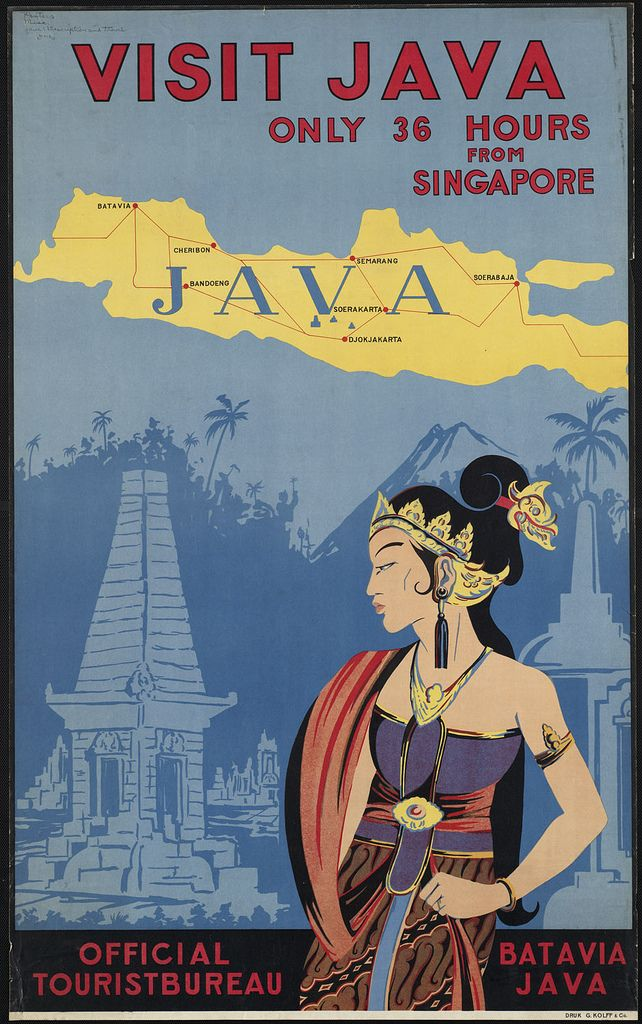 VISIT JAVA
ONLY 36 HOURS
FROM
SINGAPORE
BATAVIA
CHERIBON
SEMARANG
BANDOENG
SOERABAJA
JAVA
SOERAKARTA
DJOKJAKARTA
OFFICIAL
TOURISTBUREAU
BATAVIA
JAVA
DRUK G. KOLFF & Co.